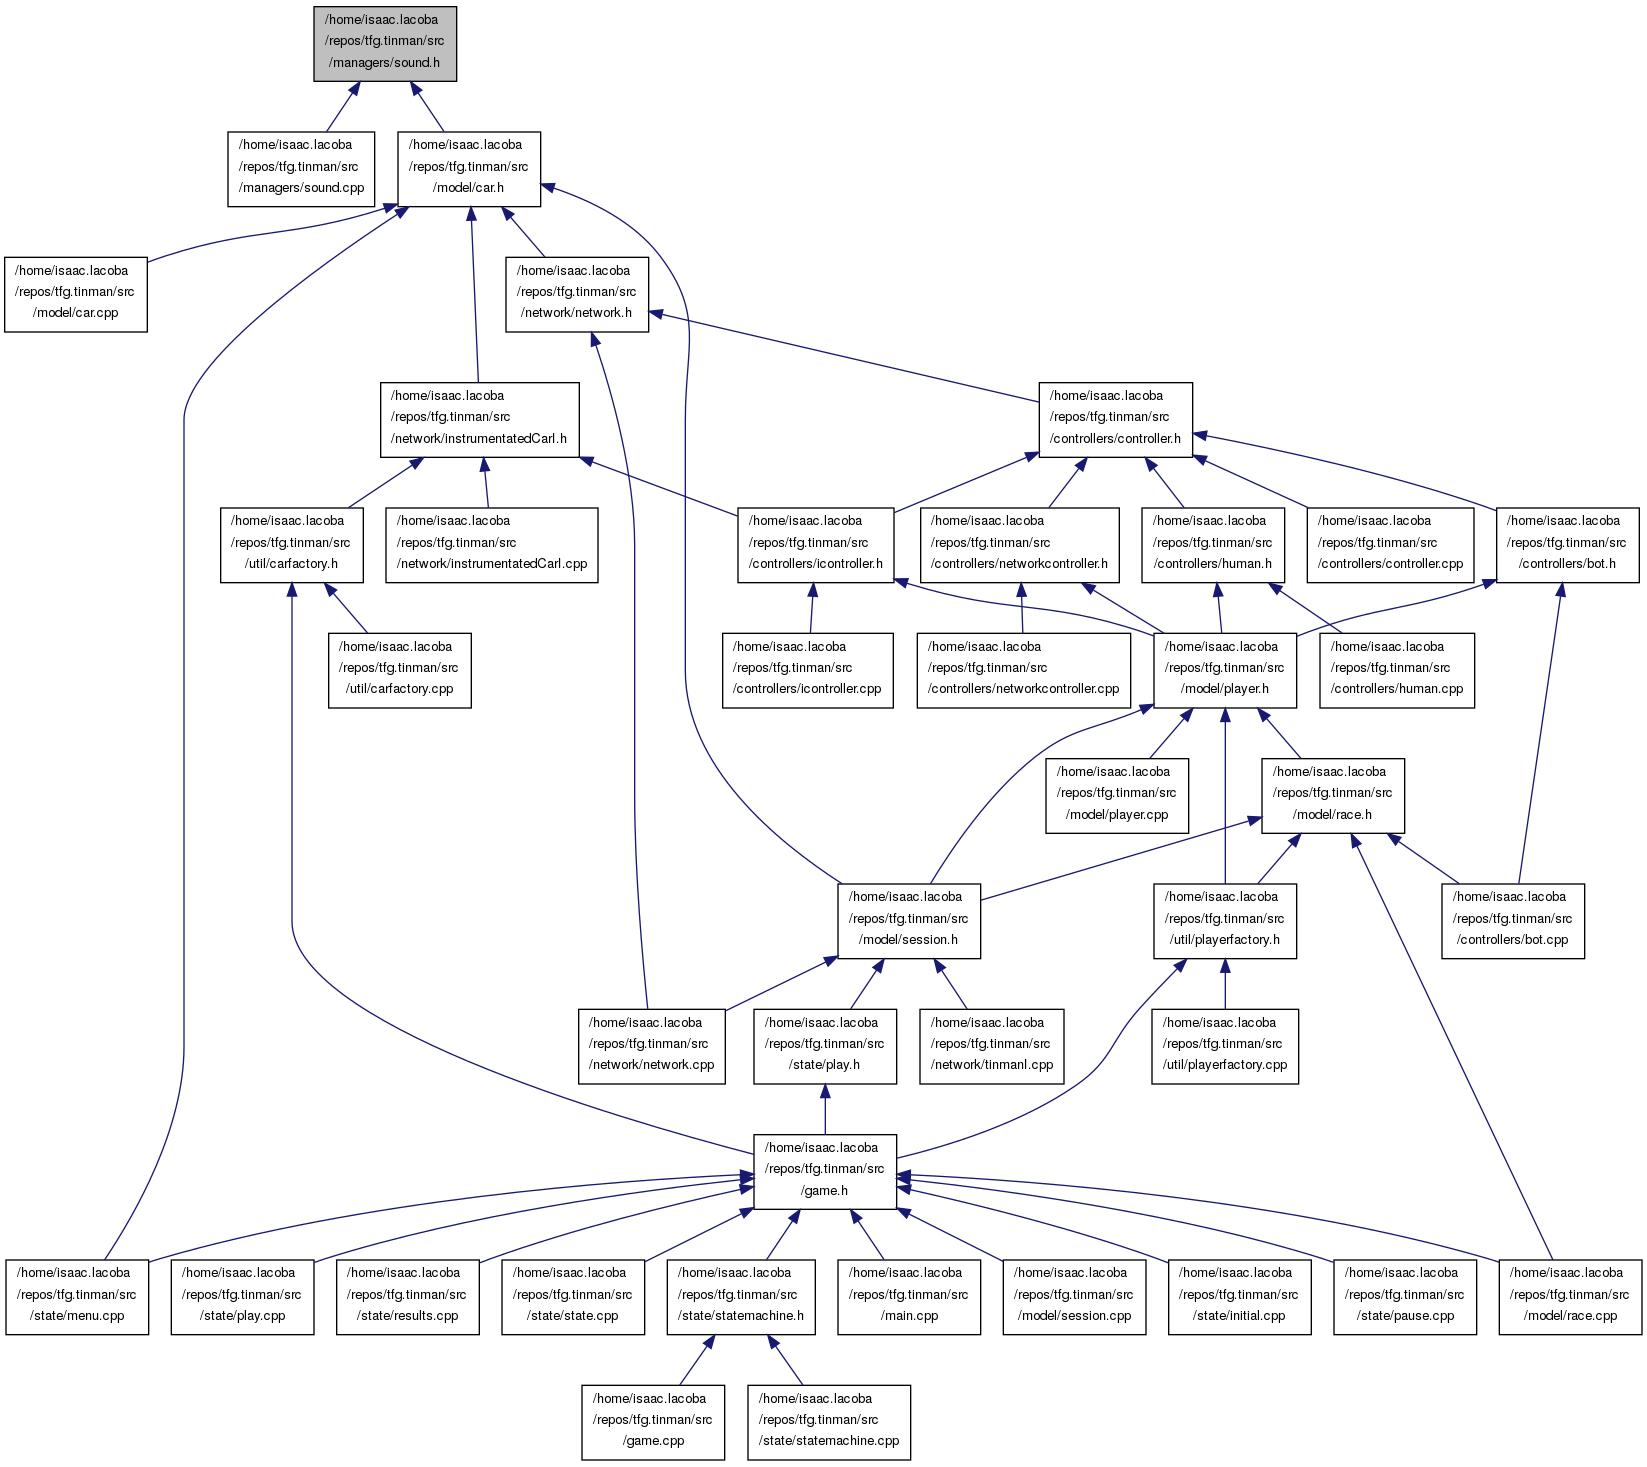 /home/isaac.lacoba
/repos/tfg.tinman/src
/managers/sound.h
/home/isaac.lacoba
/repos/tfg.tinman/src
/managers/sound.cpp
/home/isaac.lacoba
/repos/tfg.tinman/src
/model/car.h
/home/isaac.lacoba
/repos/tfg.tinman/src
/model/car.cpp
/home/isaac.lacoba
/repos/tfg.tinman/src
/network/network.h
/home/isaac.lacoba
/repos/tfg.tinman/src
/network/instrumentatedCarI.h
/home/isaac.lacoba
/repos/tfg.tinman/src
/controllers/controller.h
/home/isaac.lacoba
/repos/tfg.tinman/src
/util/carfactory.h
/home/isaac.lacoba
/repos/tfg.tinman/src
/network/instrumentatedCarI.cpp
/home/isaac.lacoba
/repos/tfg.tinman/src
/controllers/icontroller.h
/home/isaac.lacoba
/repos/tfg.tinman/src
/controllers/networkcontroller.h
/home/isaac.lacoba
/repos/tfg.tinman/src
/controllers/human.h
/home/isaac.lacoba
/repos/tfg.tinman/src
/controllers/controller.cpp
/home/isaac.lacoba
/repos/tfg.tinman/src
/controllers/bot.h
/home/isaac.lacoba
/repos/tfg.tinman/src
/util/carfactory.cpp
/home/isaac.lacoba
/repos/tfg.tinman/src
/controllers/icontroller.cpp
/home/isaac.lacoba
/repos/tfg.tinman/src
/controllers/networkcontroller.cpp
/home/isaac.lacoba
/repos/tfg.tinman/src
/model/player.h
/home/isaac.lacoba
/repos/tfg.tinman/src
/controllers/human.cpp
/home/isaac.lacoba
/repos/tfg.tinman/src
/model/player.cpp
/home/isaac.lacoba
/repos/tfg.tinman/src
/model/race.h
/home/isaac.lacoba
/repos/tfg.tinman/src
/model/session.h
/home/isaac.lacoba
/repos/tfg.tinman/src
/util/playerfactory.h
/home/isaac.lacoba
/repos/tfg.tinman/src
/controllers/bot.cpp
/home/isaac.lacoba
/repos/tfg.tinman/src
/network/network.cpp
/home/isaac.lacoba
/repos/tfg.tinman/src
/state/play.h
/home/isaac.lacoba
/repos/tfg.tinman/src
/network/tinmanI.cpp
/home/isaac.lacoba
/repos/tfg.tinman/src
/util/playerfactory.cpp
/home/isaac.lacoba
/repos/tfg.tinman/src
/game.h
/home/isaac.lacoba
/repos/tfg.tinman/src
/state/menu.cpp
/home/isaac.lacoba
/repos/tfg.tinman/src
/state/play.cpp
/home/isaac.lacoba
/repos/tfg.tinman/src
/state/results.cpp
/home/isaac.lacoba
/repos/tfg.tinman/src
/state/state.cpp
/home/isaac.lacoba
/repos/tfg.tinman/src
/state/statemachine.h
/home/isaac.lacoba
/repos/tfg.tinman/src
/main.cpp
/home/isaac.lacoba
/repos/tfg.tinman/src
/model/session.cpp
/home/isaac.lacoba
/repos/tfg.tinman/src
/state/initial.cpp
/home/isaac.lacoba
/repos/tfg.tinman/src
/state/pause.cpp
/home/isaac.lacoba
/repos/tfg.tinman/src
/model/race.cpp
/home/isaac.lacoba
/repos/tfg.tinman/src
/game.cpp
/home/isaac.lacoba
/repos/tfg.tinman/src
/state/statemachine.cpp